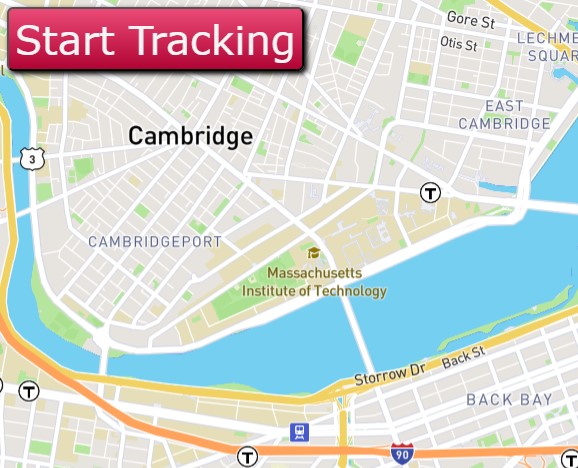 Start Tracking
Gore St
Otis St
LECHME
SQUAR
EAST
CAMBRIDGE
Cambridge
3
T
CAMBRIDGEPORT
Massachusetts
Institute of Technology
Storrow Dr
Back St
T
BACK BAY
90
T
T